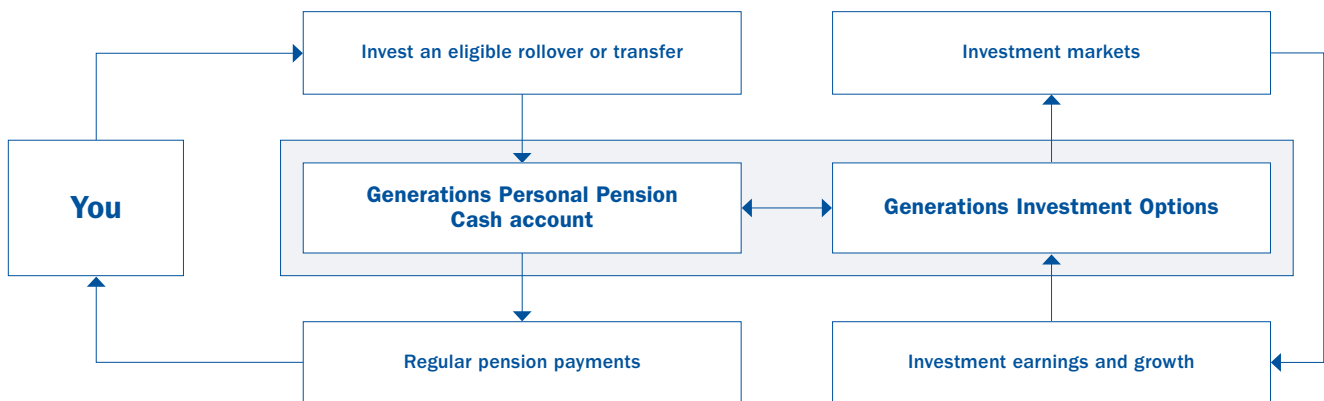 Invest an eligible rollover or transfer
Investment markets
You
Generations Personal Pension
Cash account
Generations Investment Options
Regular pension payments
Investment earnings and growth